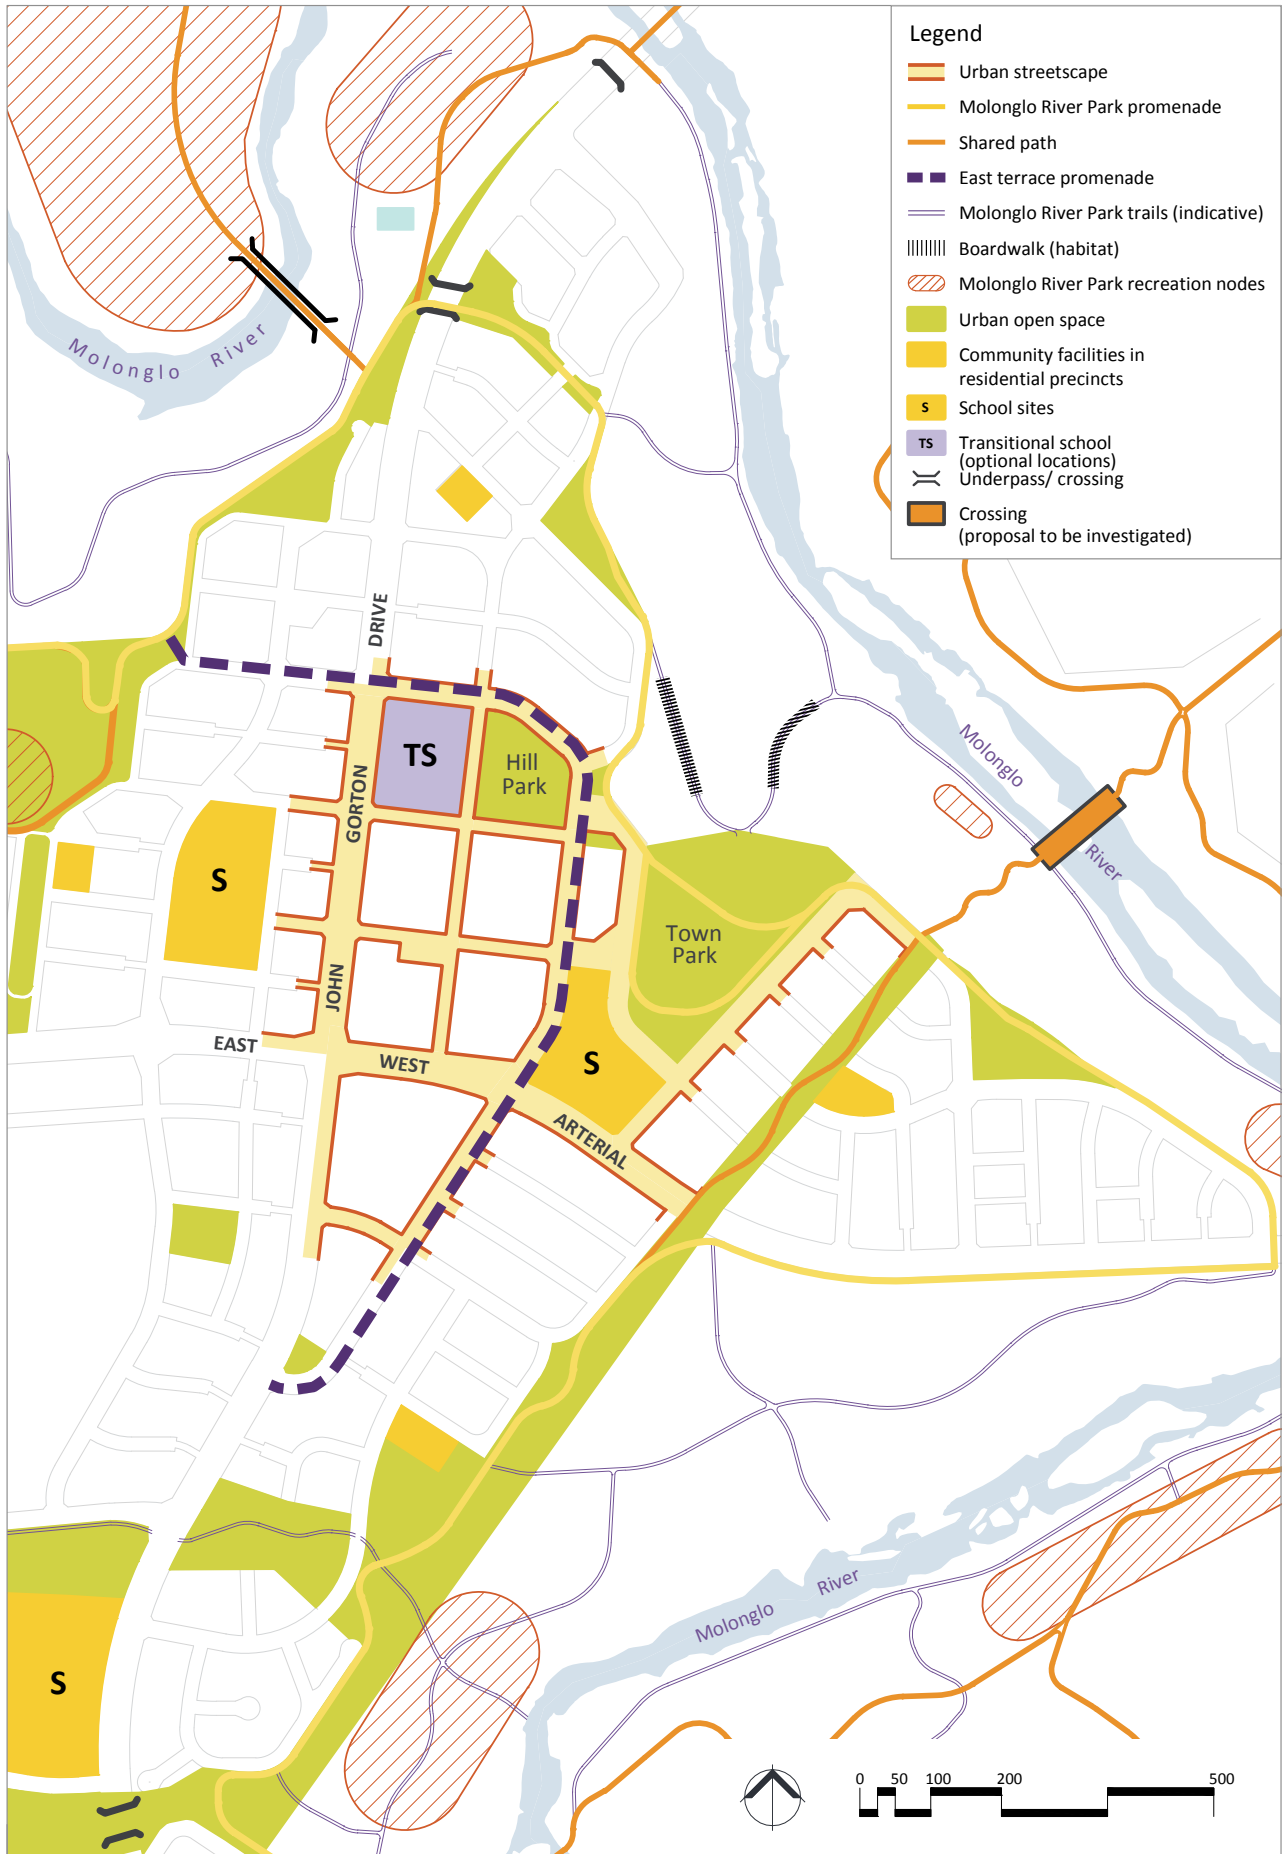 Legend
Urban streetscape
Molonglo River Park promenade
Shared path
East terrace promenade
Molonglo River Park trails (indicative)
Boardwalk (habitat)
Molonglo River Park recreation nodes
Urban open space
Community facilities in
residential precincts
S School sites
TS Transitional school
(optional locations)
Underpass/ crossing
Crossing
(proposal to be investigated)
Molonglo River
DRIVE
TS
Hill
Park
GORTON
S
Molonglo
River
Town
Park
JOHN
EAST
WEST
S
ARTERIAL
Molonglo River
S
0 50 100 200 500